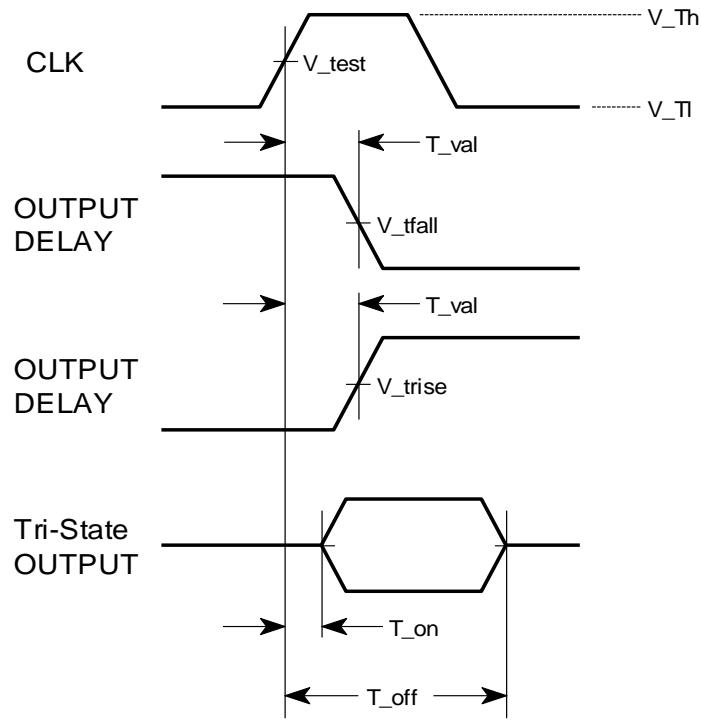 V_Th
CLK
V_test
V_Tl
T_val
OUTPUT
DELAY
V_tfall
T_val
OUTPUT
DELAY
V_trise
Tri-State
OUTPUT
T_on
T_off